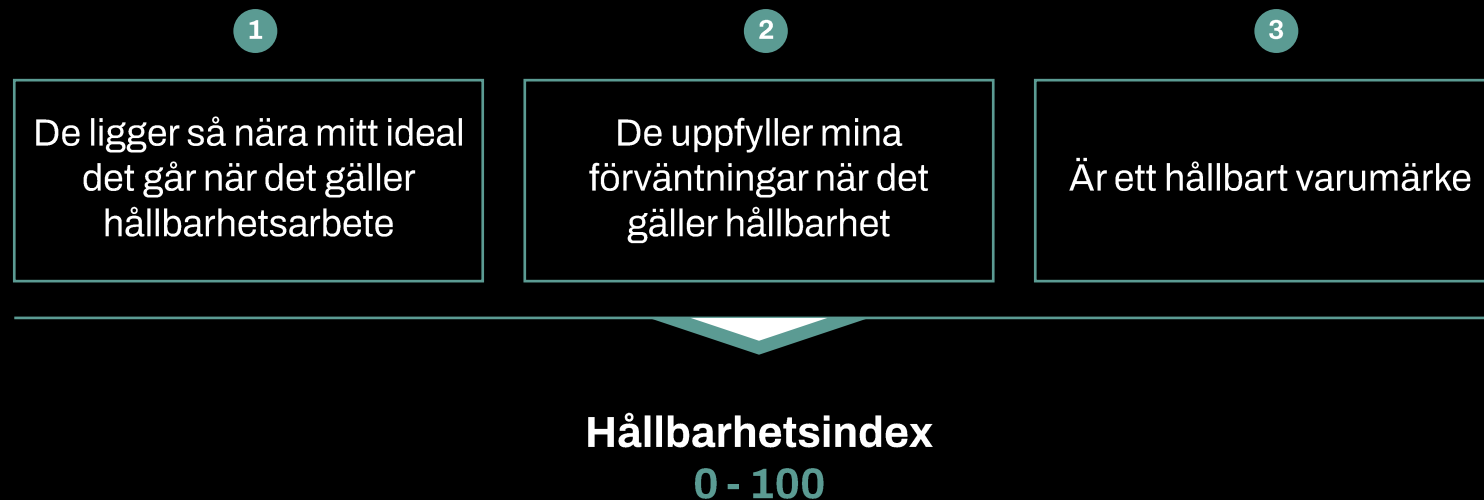 1
De ligger så nära mitt ideal
det går när det gäller
hållbarhetsarbete
2
De uppfyller mina
förväntningar när det
gäller hållbarhet
3
Är ett hållbart varumärke
Hållbarhetsindex
0 - 100